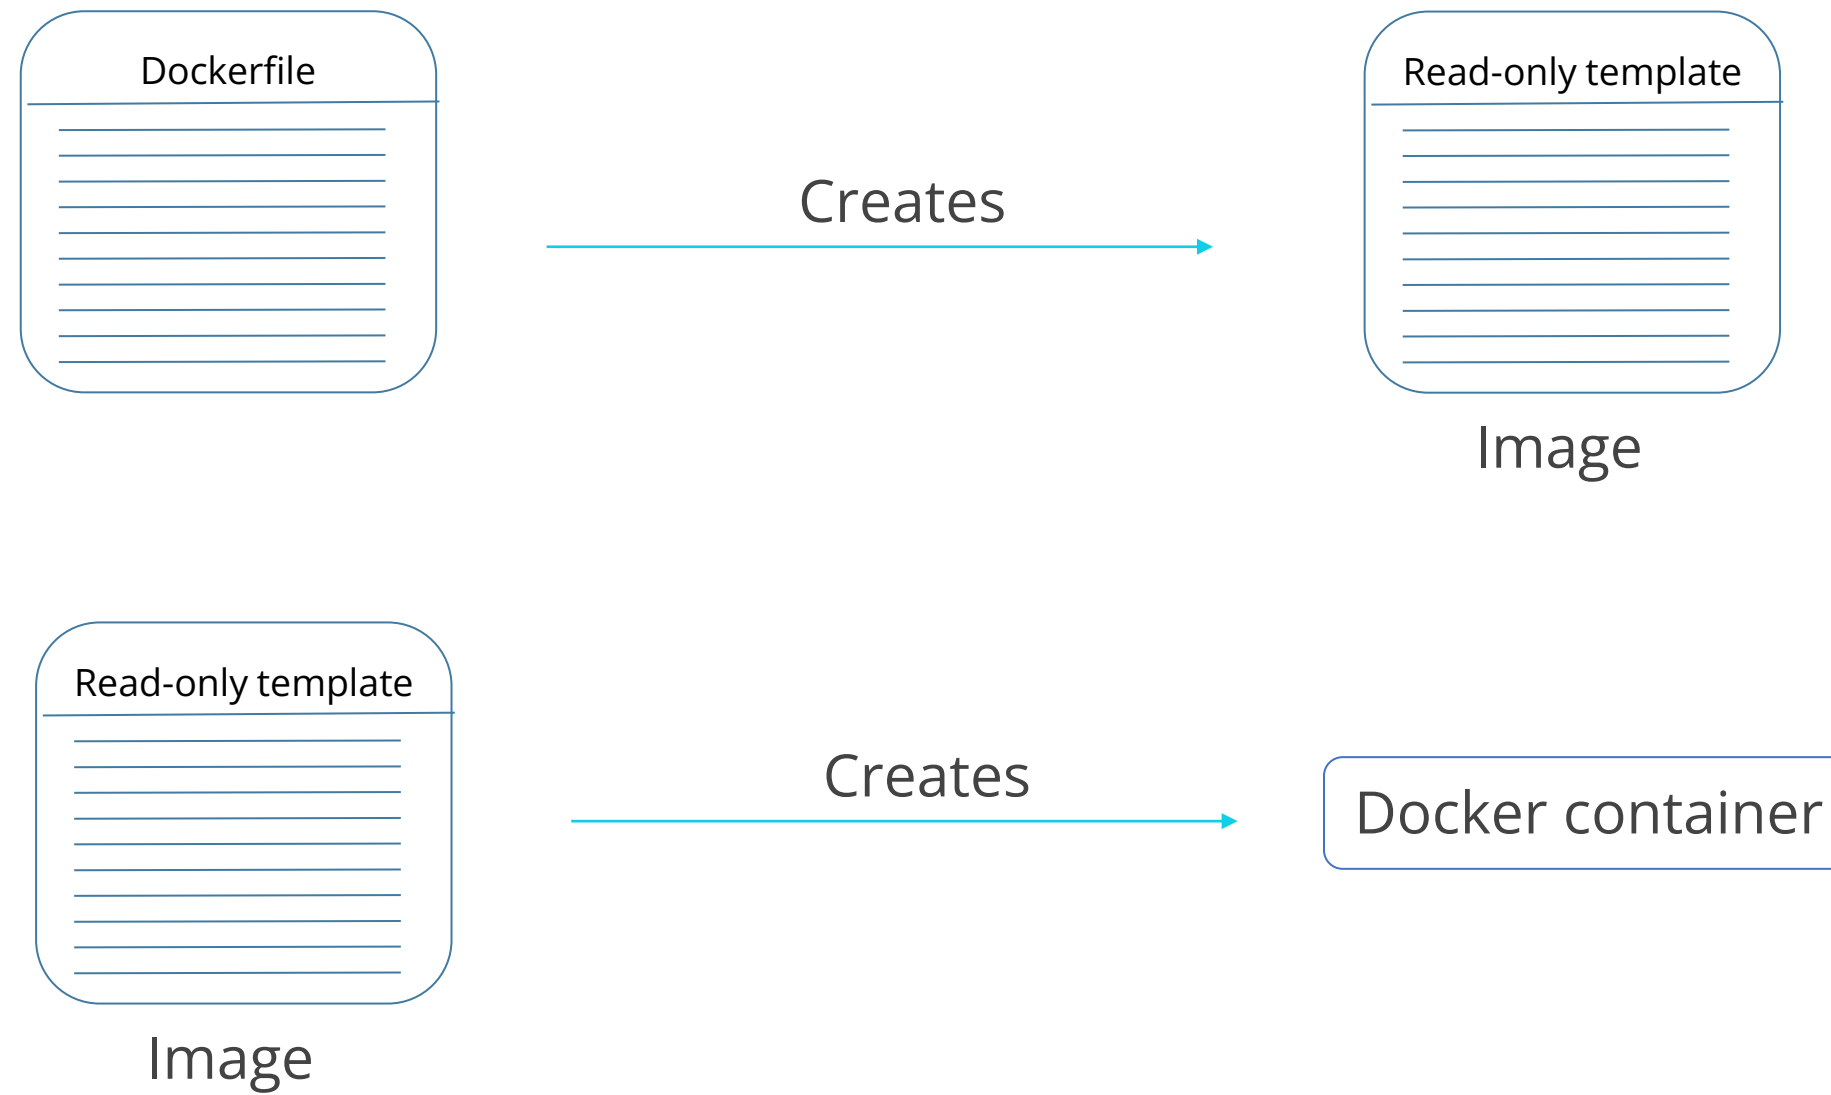 Dockerfile
Creates
Read-only template
Image
Read-only template
Creates
Docker container
Image